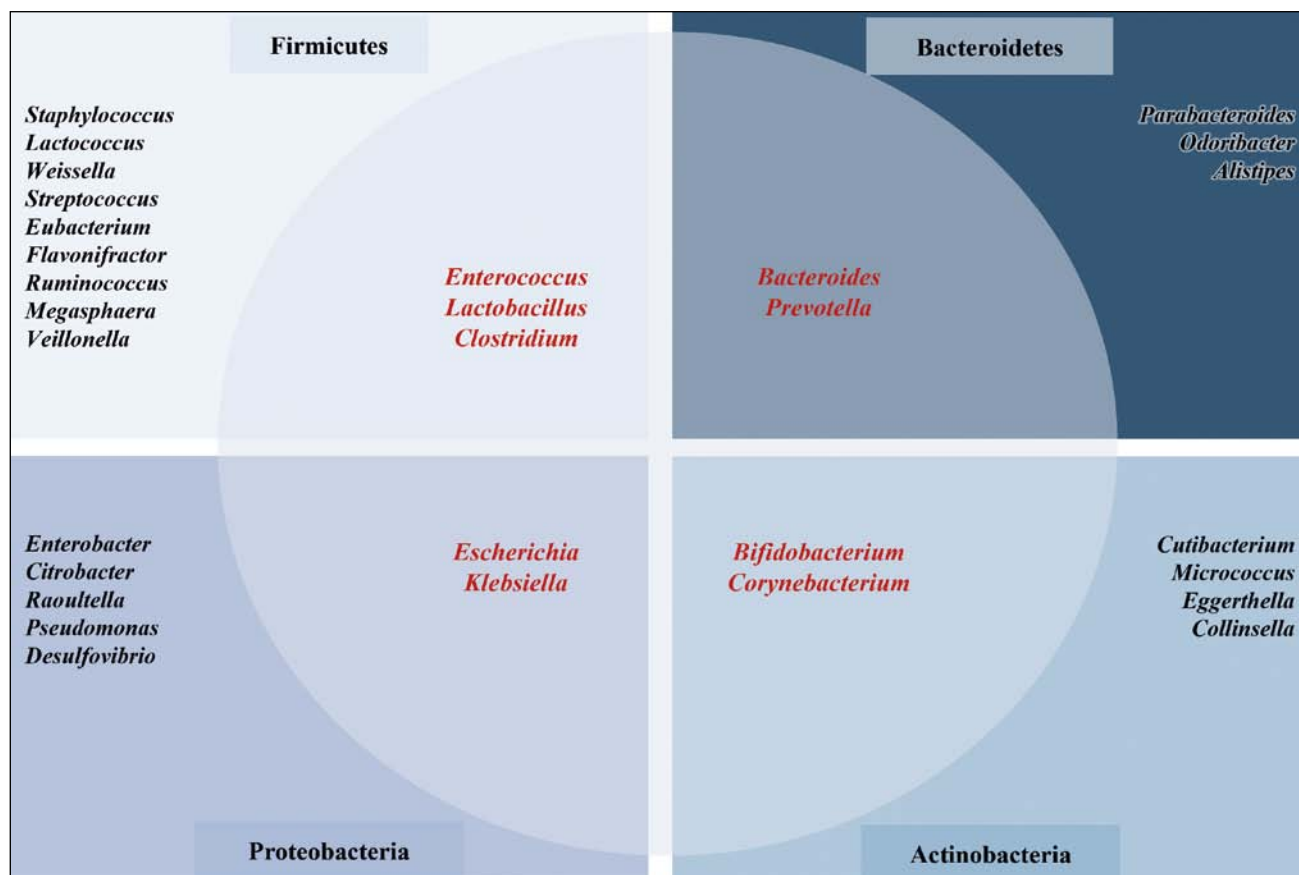 Firmicutes
Staphylococcus
Lactococcus
Weissella
Streptococcus
Eubacterium
Flavonifractor
Ruminococcus
Megasphaera
Veillonella
Enterococcus
Lactobacillus
Clostridium
Bacteroidetes
Parabacteroides
Odoribacter
Alistipes
Bacteroides
Prevotella
Enterobacter
Citrobacter
Raoultella
Pseudomonas
Desulfovibrio
Escherichia
Klebsiella
Proteobacteria
Bifidobacterium
Corynebacterium
Cutibacterium
Micrococcus
Eggerthella
Collinsella
Actinobacteria